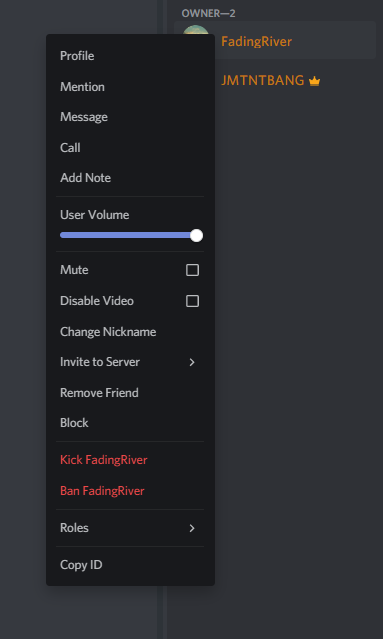 OWNER—2
FadingRiver
JMTNTBANG
Profile
Mention
Message
Call
Add Note
User Volume
Mute
Disable Video
Change Nickname
Invite to Server
Remove Friend
Block
Kick FadingRiver
Ban FadingRiver
Roles
Copy ID